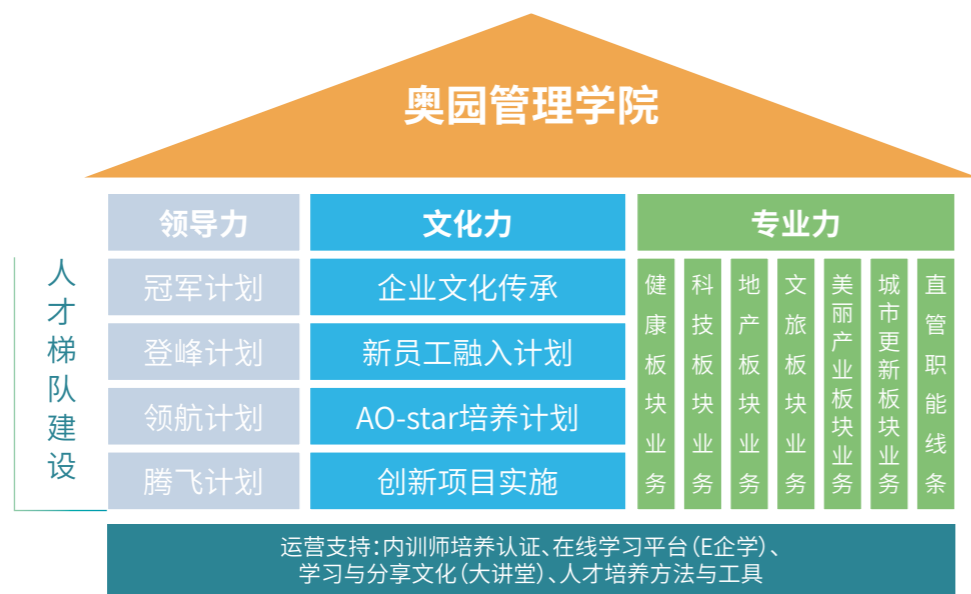 奥园管理学院
领导力
文化力
专业力
人才梯队建设
冠军计划
登峰计划
领航计划
腾飞计划
企业文化传承
新员工融入计划
AO-star培养计划
创新项目实施
健康板块业务
科技板块业务
地产板块业务
文旅板块业务
美丽产业板块业务
城市更新板块业务
直管职能线条
运营支持:内训师培养认证、在线学习平台(E企学)、
学习与分享文化(大讲堂)、人才培养方法与工具